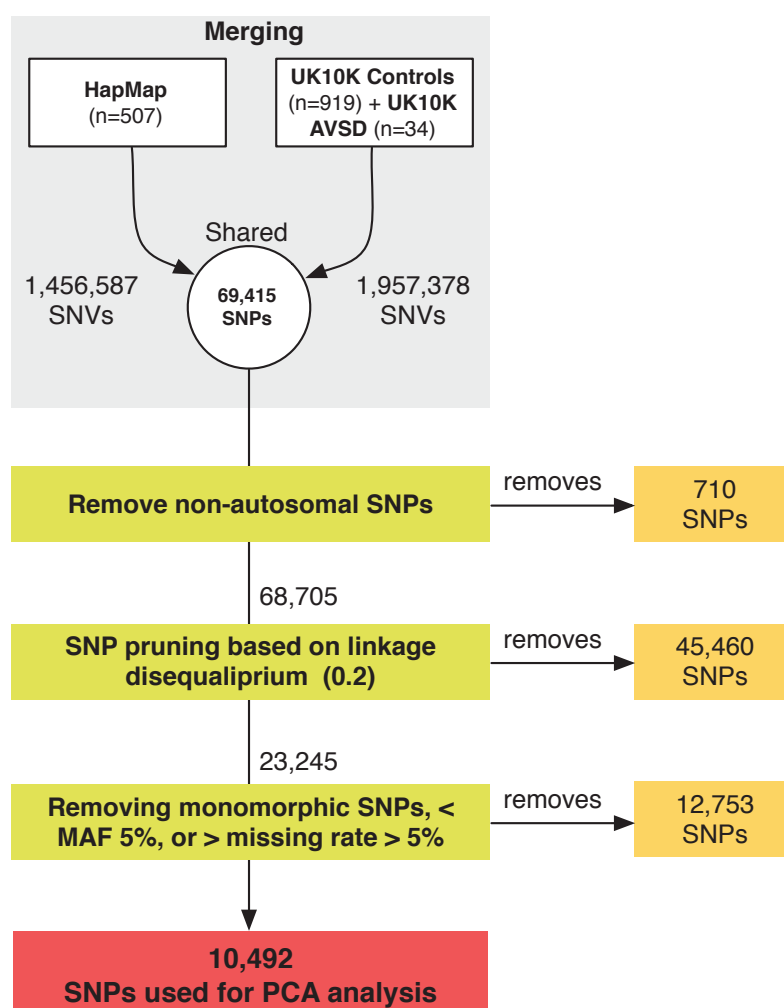 Merging
HapMap
(n=507)
UK10K Controls
(n=919) + UK10K
AVSD (n=34)
Shared
1,456,587
SNVs
69,415
SNPs
1,957,378
SNVs
Remove non-autosomal SNPs
removes
710
SNPs
68,705
SNP pruning based on linkage
disequaliprium (0.2)
removes
45,460
SNPs
23,245
Removing monomorphic SNPs, <
MAF 5%, or > missing rate > 5%
removes
12,753
SNPs
10,492
SNPs used for PCA analysis